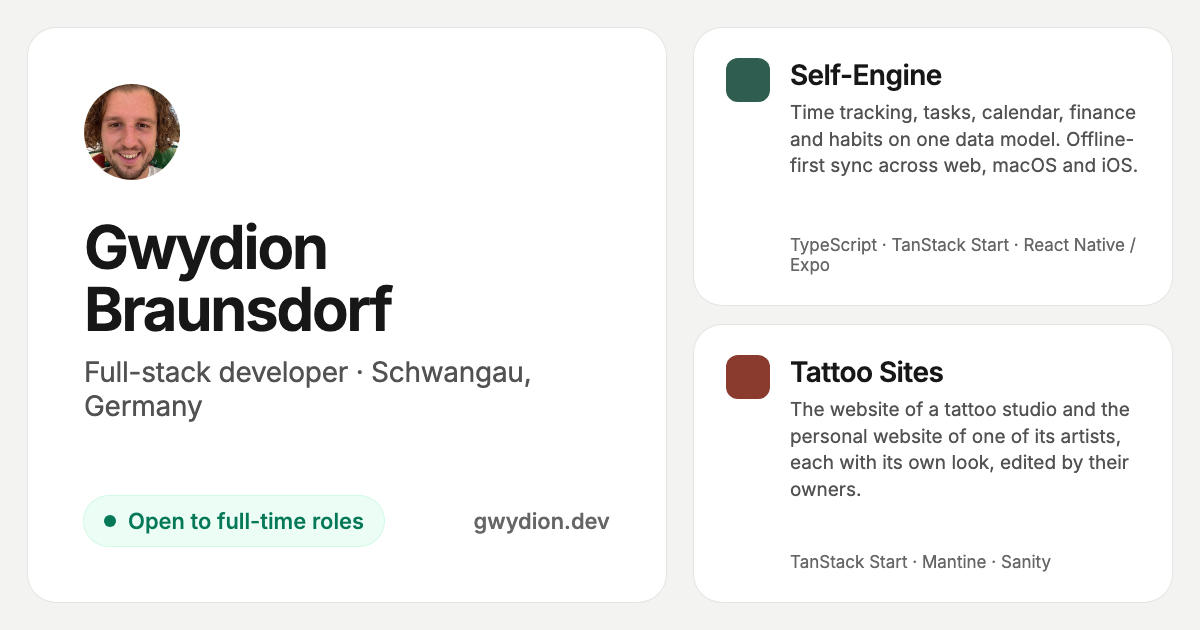 Gwydion
Braunsdorf
Full-stack developer · Schwangau,
Germany
Open to full-time roles
gwydion.dev
Self-Engine
Time tracking, tasks, calendar, finance
and habits on one data model. Offline-
first sync across web, macOS and iOS.
TypeScript · TanStack Start · React Native /
Expo
Tattoo Sites
The website of a tattoo studio and the
personal website of one of its artists,
each with its own look, edited by their
owners.
TanStack Start · Mantine · Sanity